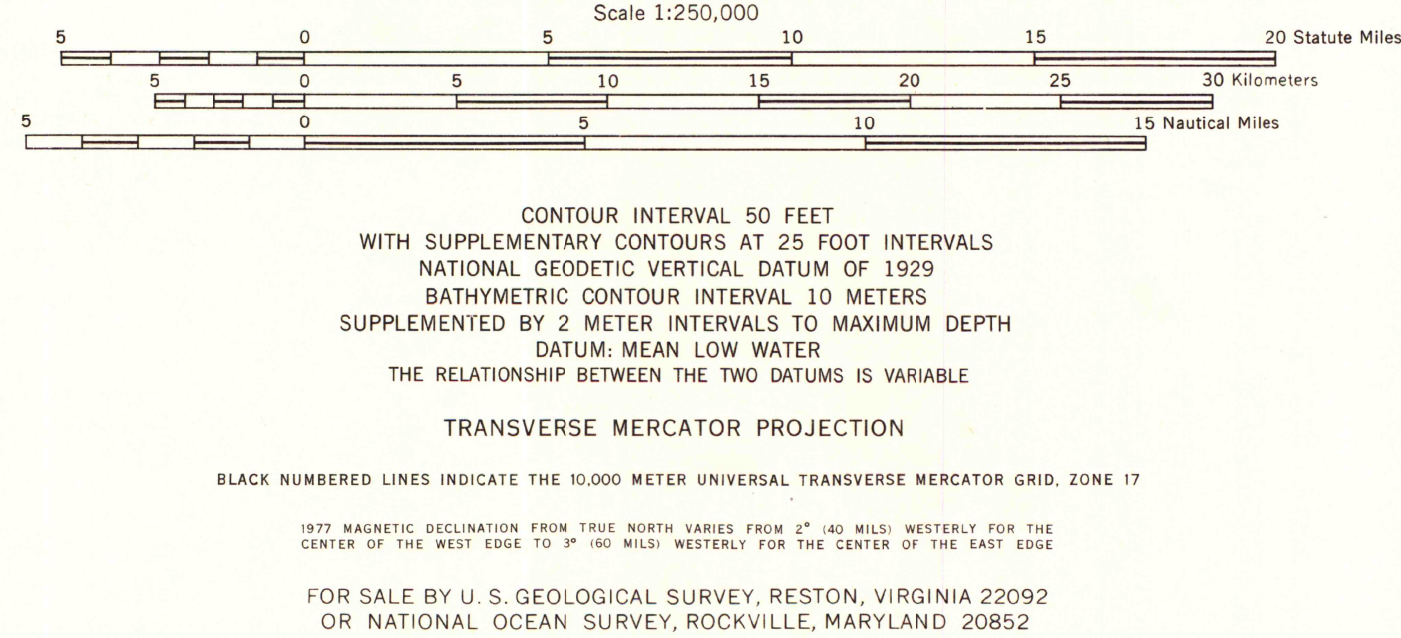 Scale 1:250,000
5 0 5 10 15 20 Statute Miles
5 0 5 10 15 20 25 30 Kilometers
5 0 5 10 15 Nautical Miles
CONTOUR INTERVAL 50 FEET
WITH SUPPLEMENTARY CONTOURS AT 25 FOOT INTERVALS
NATIONAL GEODETIC VERTICAL DATUM OF 1929
BATHYMETRIC CONTOUR INTERVAL 10 METERS
SUPPLEMENTED BY 2 METER INTERVALS TO MAXIMUM DEPTH
DATUM: MEAN LOW WATER
THE RELATIONSHIP BETWEEN THE TWO DATUMS IS VARIABLE
TRANSVERSE MERCATOR PROJECTION
BLACK NUMBERED LINES INDICATE THE 10,000 METER UNIVERSAL TRANSVERSE MERCATOR GRID, ZONE 17
1977 MAGNETIC DECLINATION FROM TRUE NORTH VARIES FROM 2° (40 MILS) WESTERLY FOR THE
CENTER OF THE WEST EDGE TO 3° (60 MILS) WESTERLY FOR THE CENTER OF THE EAST EDGE
FOR SALE BY U. S. GEOLOGICAL SURVEY, RESTON, VIRGINIA 22092
OR NATIONAL OCEAN SURVEY, ROCKVILLE, MARYLAND 20852